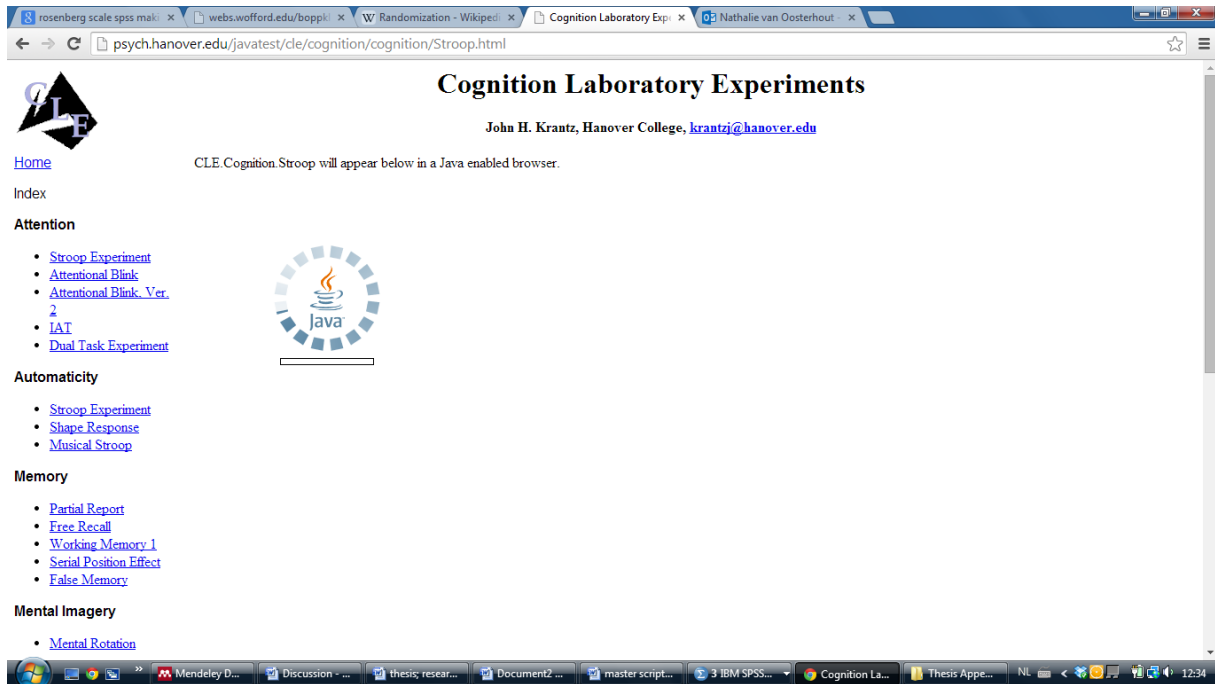 rosenberg scale spss maki
webs.wofford.edu/boppkl
W Randomization - Wikipedi
Cognition Laboratory Expe
Nathalie van Oosterhout -
psych.hanover.edu/javatest/cle/cognition/cognition/Stroop.html
CLE
Cognition Laboratory Experiments
John H. Krantz, Hanover College, krantzj@hanover.edu
Home
CLE.Cognition.Stroop will appear below in a Java enabled browser.
Index
Attention
Stroop Experiment
Attentional Blink
Attentional Blink, Ver.
2
IAT
Dual Task Experiment
Java
Automaticity
Stroop Experiment
Shape Response
Musical Stroop
Memory
Partial Report
Free Recall
Working Memory 1
Serial Position Effect
False Memory
Mental Imagery
Mental Rotation
Mendeley D...
Discussion - ...
thesis; resear...
Document2 ...
master script...
3 IBM SPSS...
Cognition La...
Thesis Appe...
NL
12:34